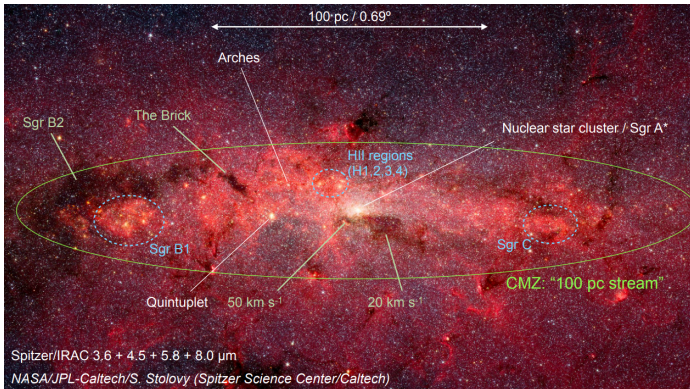 100 pc / 0.69º
Arches
The Brick
Sgr B2
Nuclear star cluster / Sgr A*
HII regions
(H1,2,3,4)
Sgr B1
Sgr C
CMZ: “100 pc stream”
Quintuplet
50 km s-1
20 km s-1
Spitzer/IRAC 3.6 + 4.5 + 5.8 + 8.0 μm
NASA/JPL-Caltech/S. Stolovy (Spitzer Science Center/Caltech)